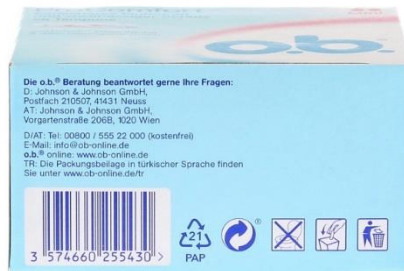 o.b.
Die o.b.® Beratung beantwortet gerne Ihre Fragen:
D: Johnson & Johnson GmbH,
Postfach 210507, 41431 Neuss
AT: Johnson & Johnson GmbH,
Vorgartenstraße 206B, 1020 Wien
D/AT: Tel: 00800 / 555 22 000 (kostenfrei)
E-Mail: info@ob-online.de
o.b.® online: www.ob-online.de
TR: Die Packungsbeilage in türkischer Sprache finden
Sie unter www.ob-online.de/tr
3 574660 255430 >
21
PAP